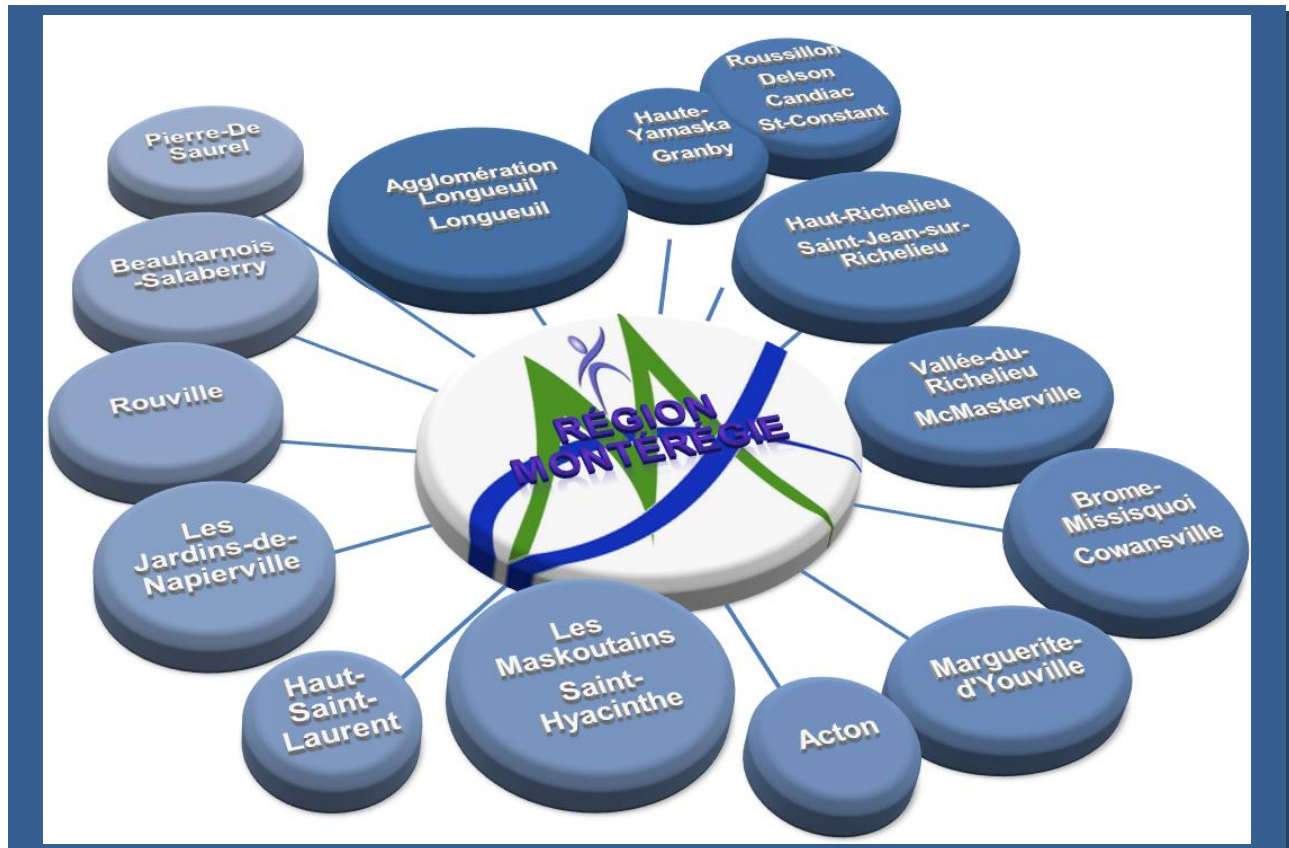 Roussillon
Delson
Candiac
St-Constant
Haute-
Yamaska
Granby
Pierre-De
Saurel
Agglomération
Longueuil
Longueuil
Haut-Richelieu
Saint-Jean-sur-
Richelieu
Beauharnois
-Salaberry
Vallée-du-
Richelieu
McMasterville
Rouville
RÉGION
MONTÉRÉGIE
Brome-
Missisquoi
Cowansville
Les
Jardins-de-
Napierville
Les
Maskoutains
Saint-
Hyacinthe
Marguerite-
d'Youville
Haut-
Saint-
Laurent
Acton